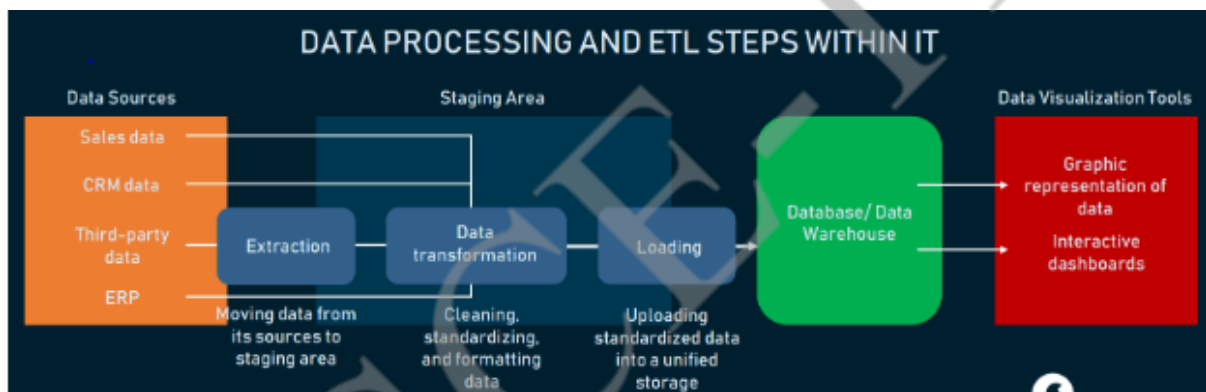 DATA PROCESSING AND ETL STEPS WITHIN IT
Data Sources
Staging Area
Data Visualization Tools
Sales data
CRM data
Third-party
data
ERP
Extraction
Data
transformation
Loading
Database/ Data
Warehouse
Graphic
representation of
data
Interactive
dashboards
Moving data from
its sources to
staging area
Cleaning,
standardizing,
and formatting
data
Uploading
standardized data
into a unified
storage